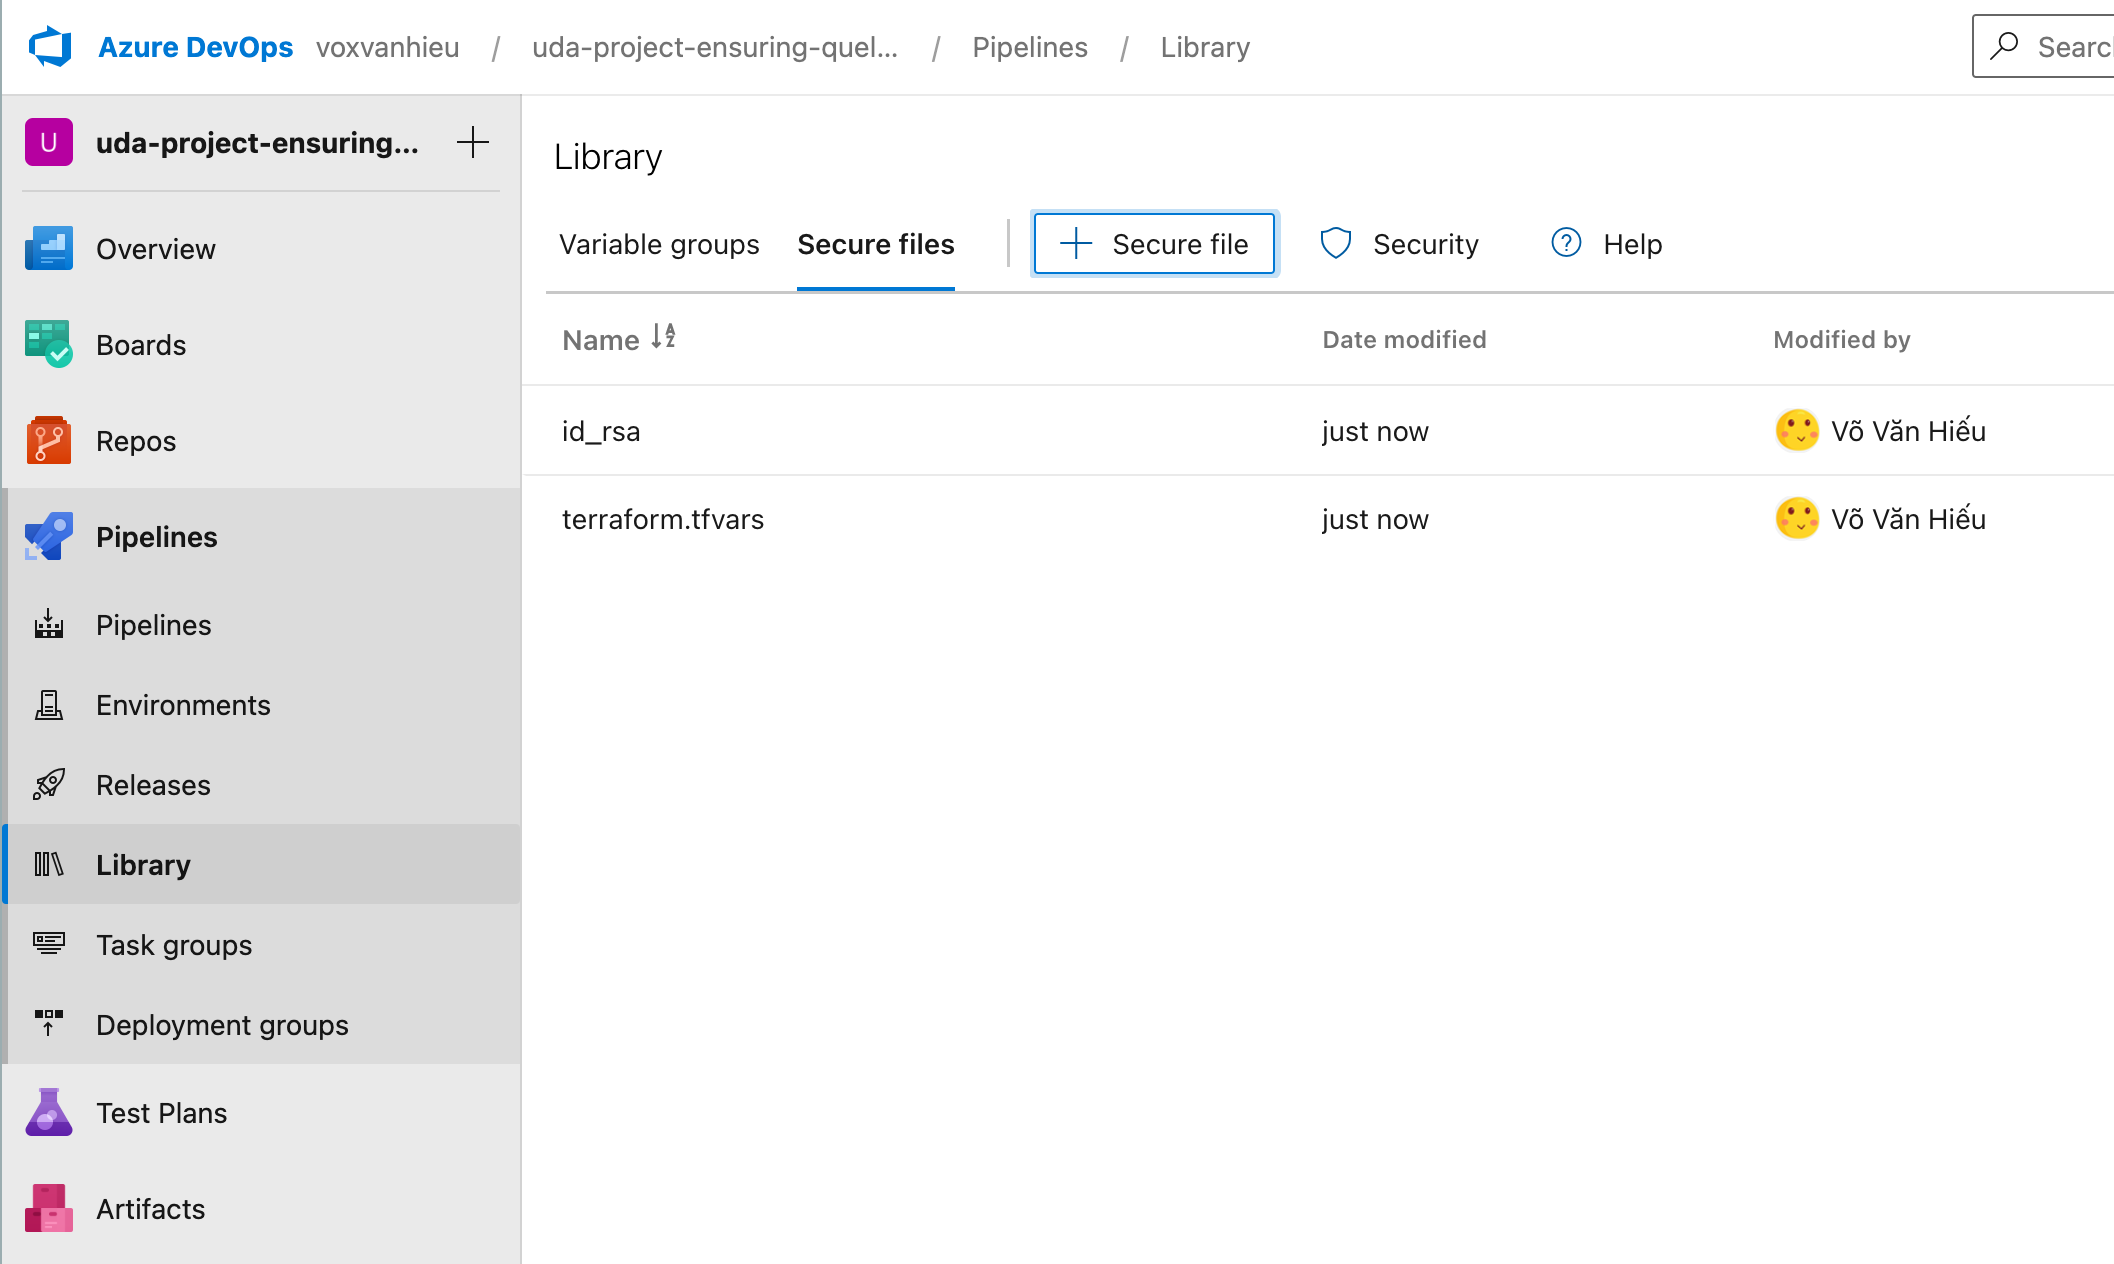 Azure DevOps voxvanhieu / uda-project-ensuring-quel... / Pipelines / Library
Searc
U uda-project-ensuring...
Overview
Boards
Repos
Pipelines
Pipelines
Environments
Releases
Library
Task groups
Deployment groups
Test Plans
Artifacts
Library
Variable groups Secure files Secure file Security ? Help
Name Date modified Modified by
id_rsa just now Võ Văn Hiếu
terraform.tfvars just now Võ Văn Hiếu